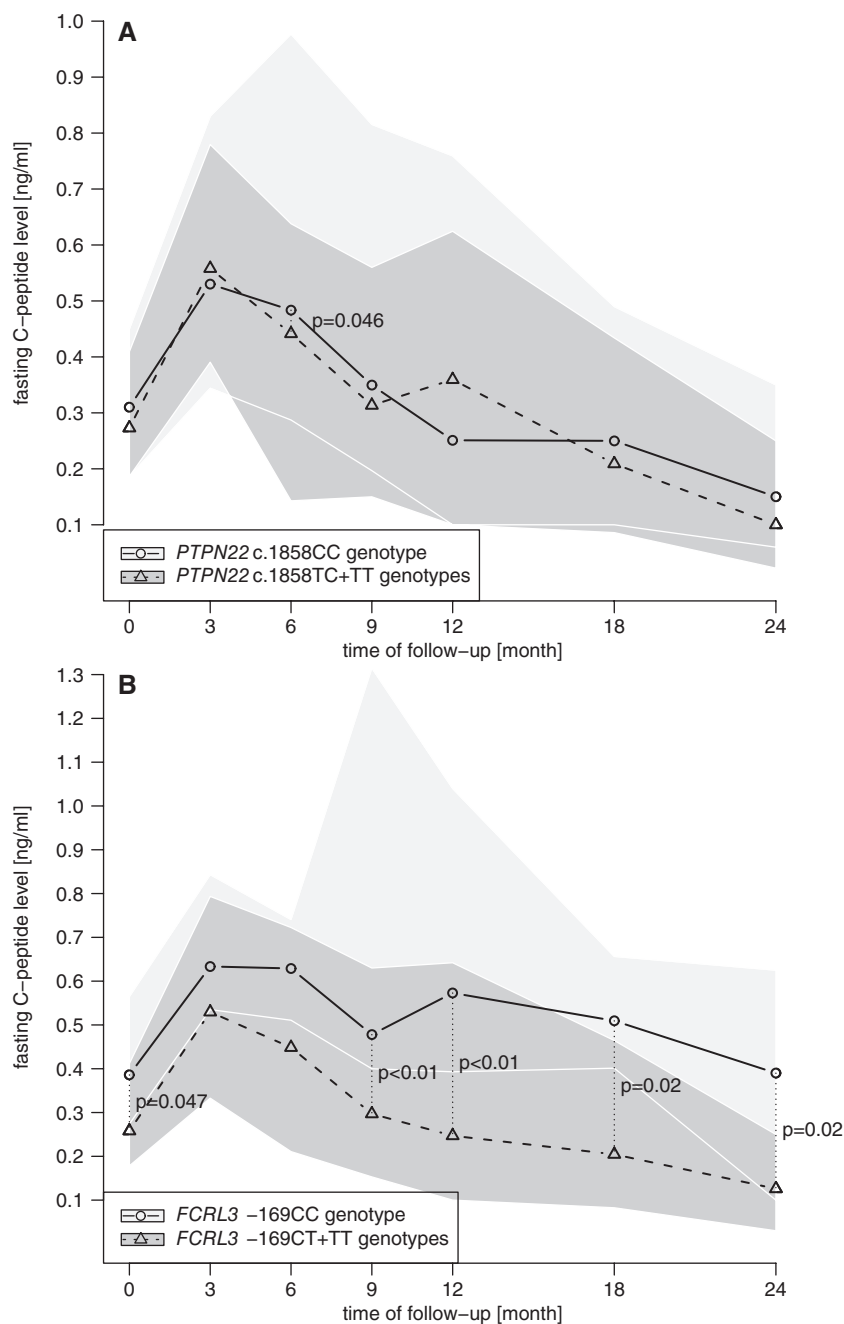 A
1.0
0.9
0.8
0.7
0.6
0.5
0.4
0.3
0.2
0.1
fasting C−peptide level [ng/ml]
p=0.046
PTPN22 c.1858CC genotype
PTPN22 c.1858TC+TT genotypes
0 3 6 9 12 18 24
time of follow−up [month]
B
1.3
1.2
1.1
1.0
0.9
0.8
0.7
0.6
0.5
0.4
0.3
0.2
0.1
fasting C−peptide level [ng/ml]
p=0.047
p<0.01
p<0.01
p=0.02
p=0.02
FCRL3 −169CC genotype
FCRL3 −169CT+TT genotypes
0 3 6 9 12 18 24
time of follow−up [month]